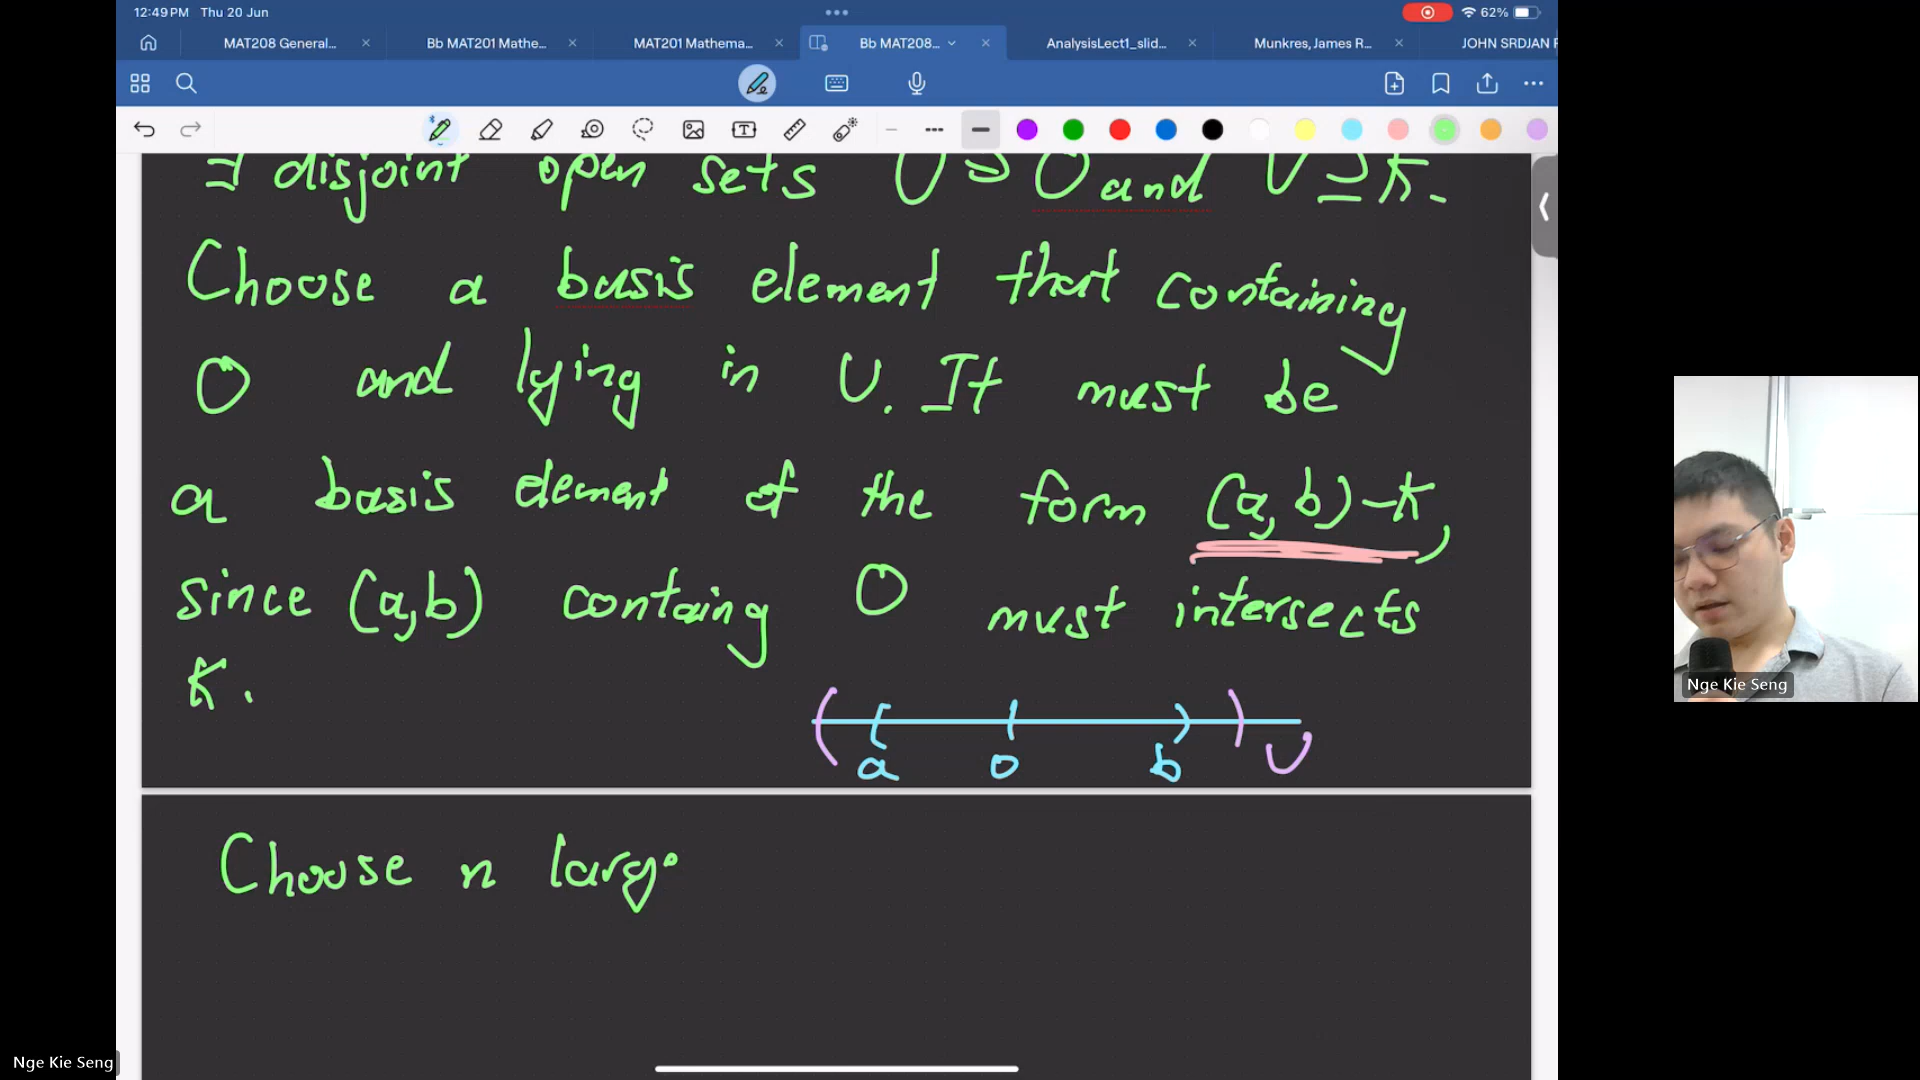 12:49 PM Thu 20 Jun
62%
MAT208 General...
Bb MAT201 Mathe...
MAT201 Mathema...
Bb MAT208...
AnalysisLect1_slid...
Munkres, James R...
JOHN SRDJAN
∃ disjoint open sets U ∋ 0 and V ⊇ K.
Choose a basis element that containing
0 and lying in U. It must be
a basis element of the form (a, b) - K,
since (a,b) containg 0 must intersects
K.
a 0 b U
Choose n large
Nge Kie Seng
Nge Kie Seng